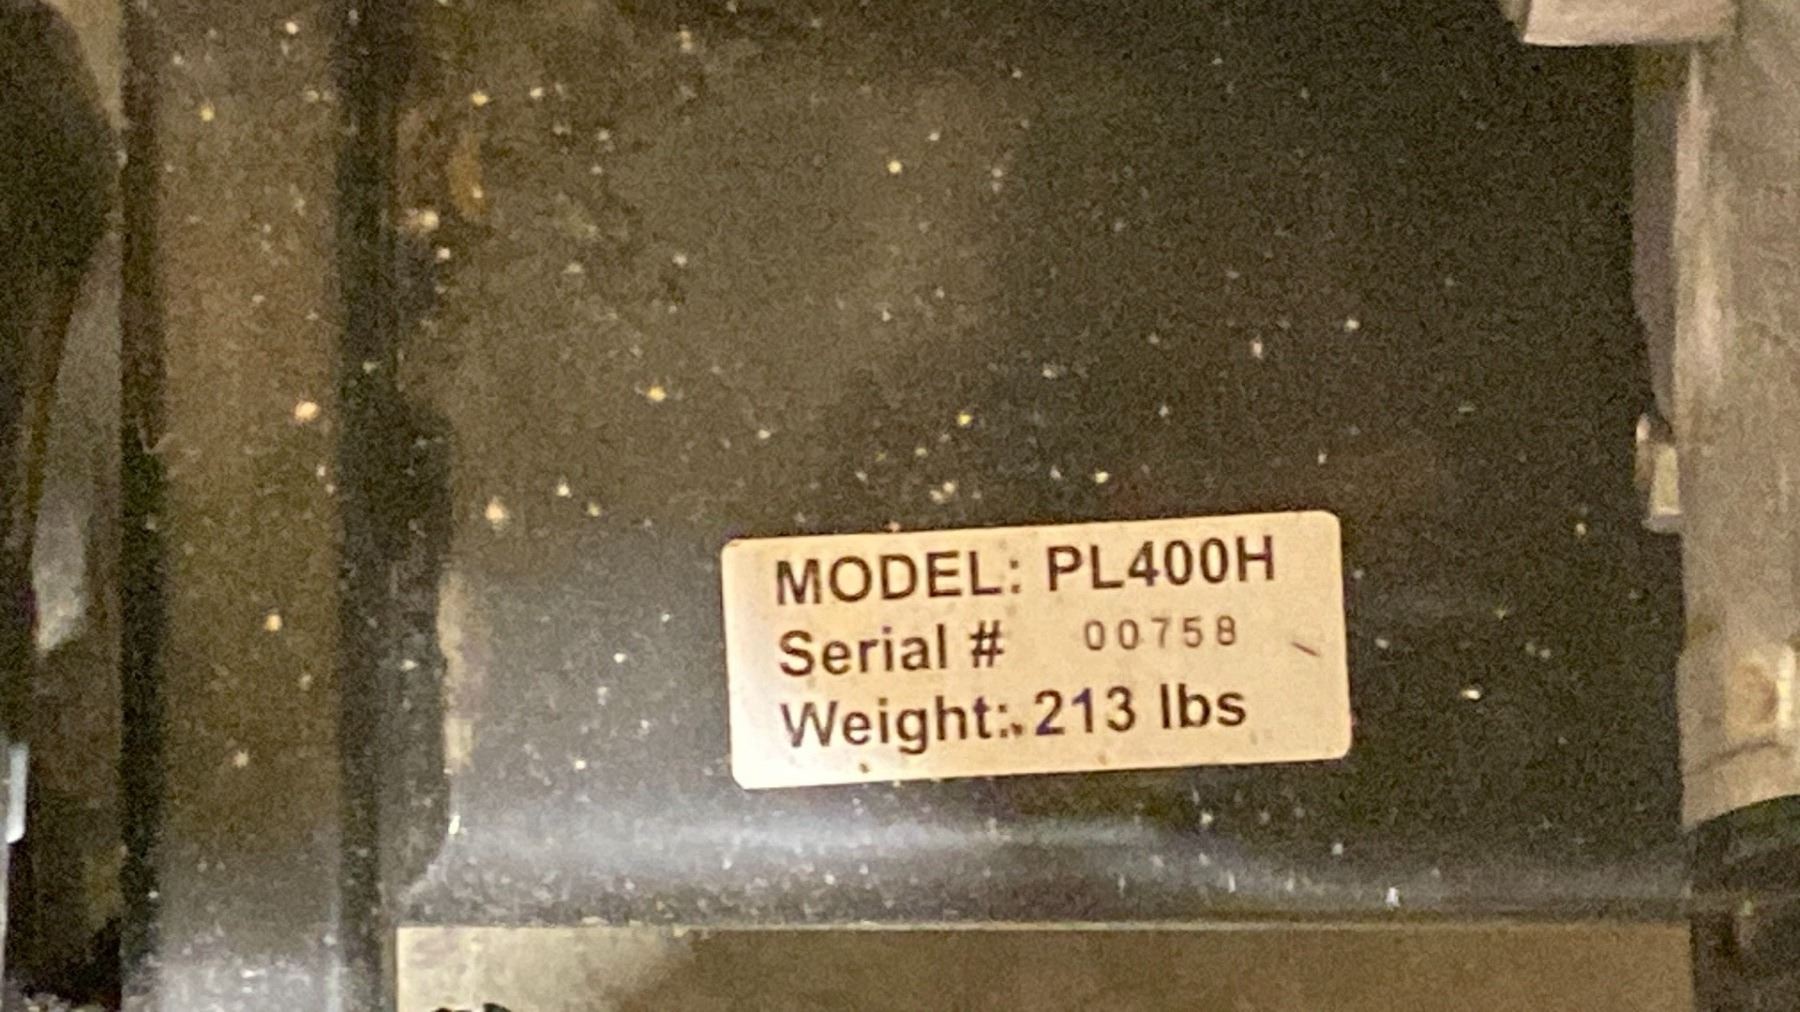 MODEL: PL400H
Serial # 00758
Weight: 213 lbs